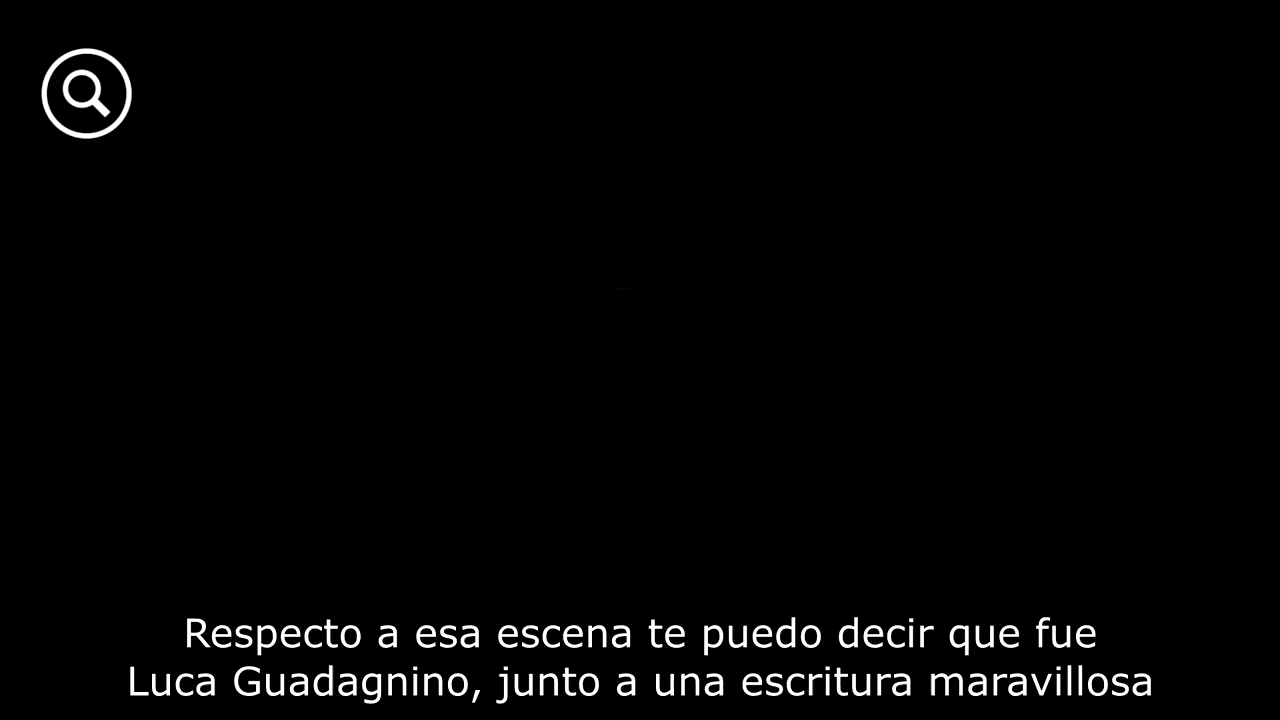 Respecto a esa escena te puedo decir que fue
Luca Guadagnino, junto a una escritura maravillosa